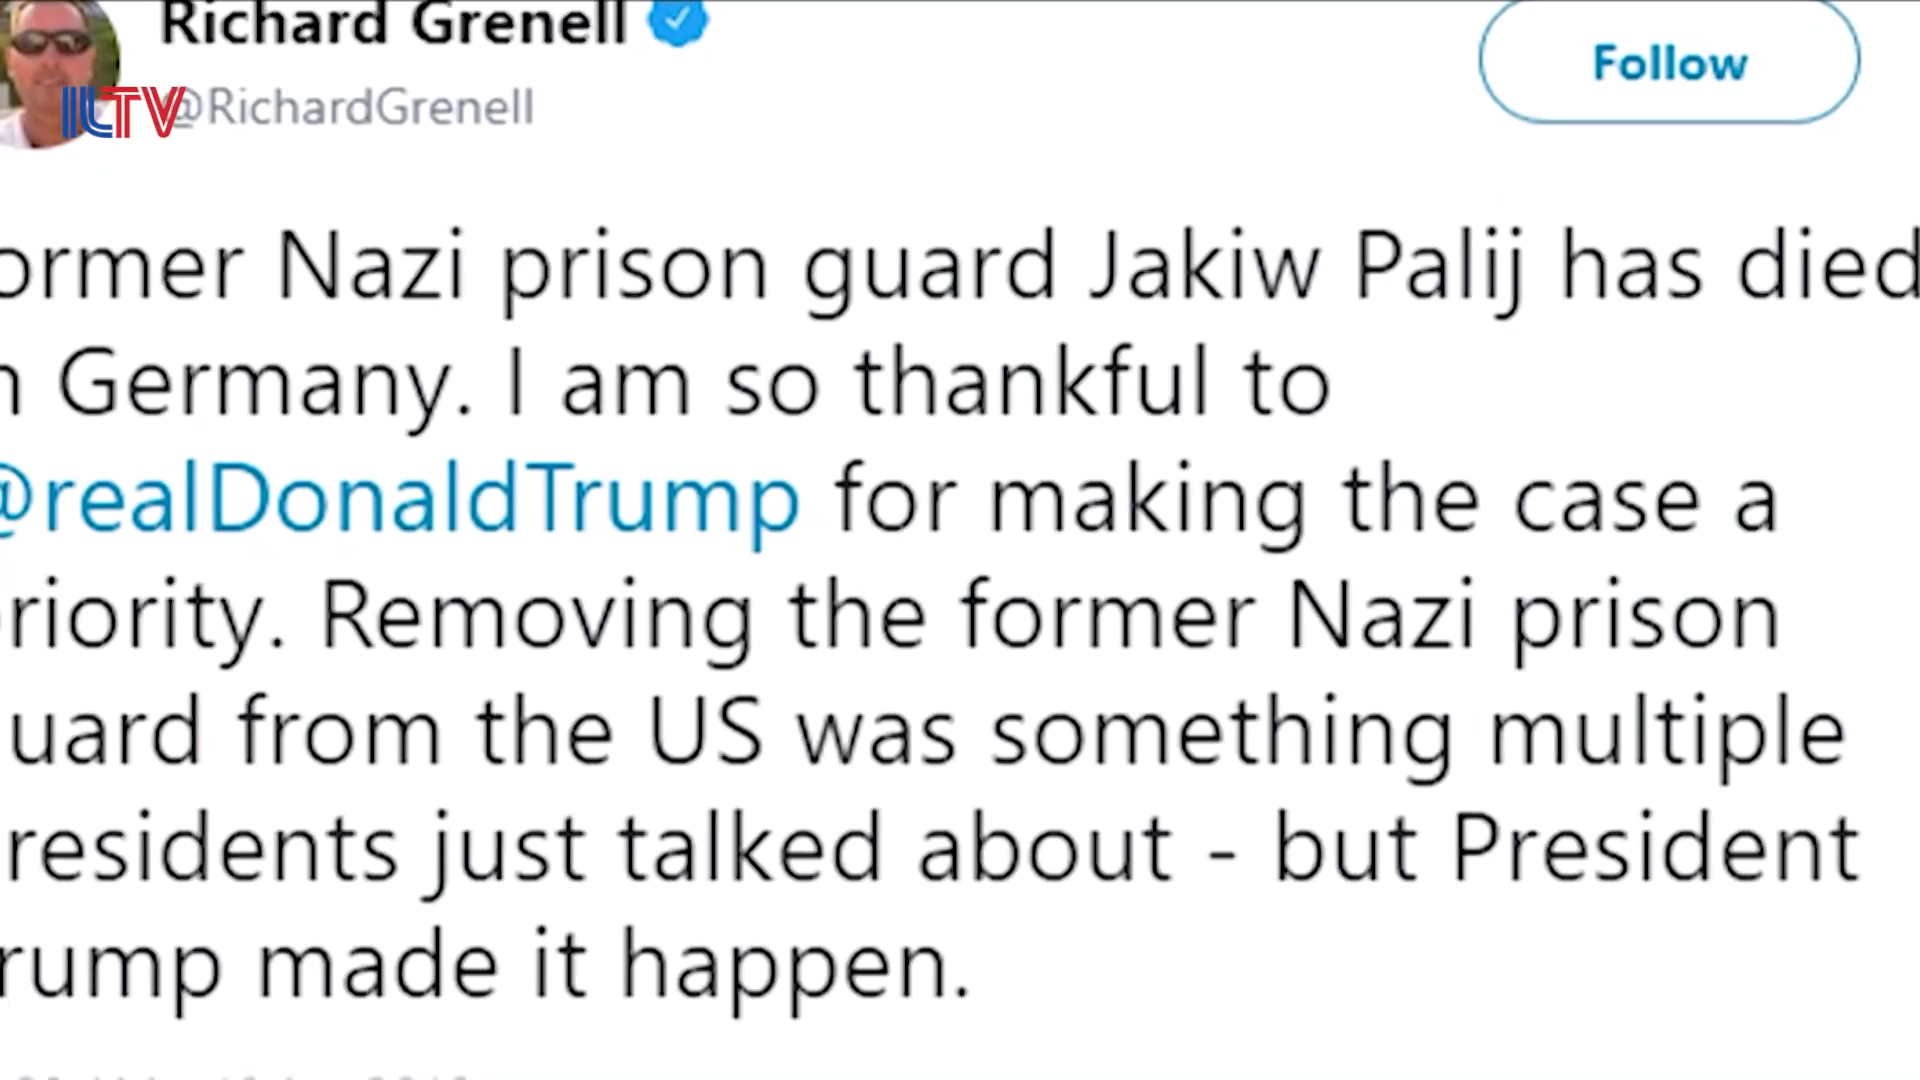 Richard Grenell
Follow
ILTV
@RichardGrenell
ormer Nazi prison guard Jakiw Palij has died
n Germany. I am so thankful to
@realDonaldTrump for making the case a
riority. Removing the former Nazi prison
uard from the US was something multiple
residents just talked about - but President
rump made it happen.